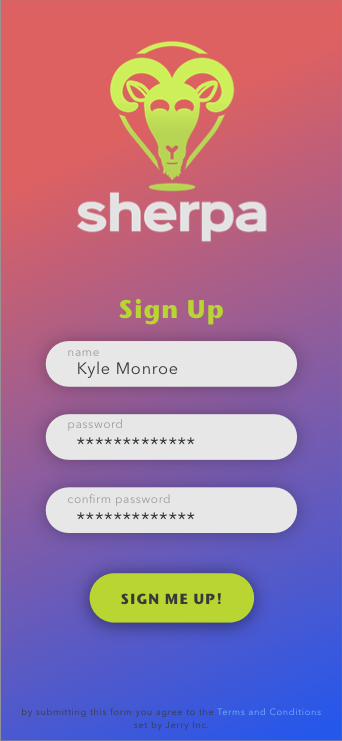 sherpa
Sign Up
name
Kyle Monroe
password
*************
confirm password
*************
SIGN ME UP!
by submitting this form you agree to the Terms and Conditions
set by Jerry Inc.